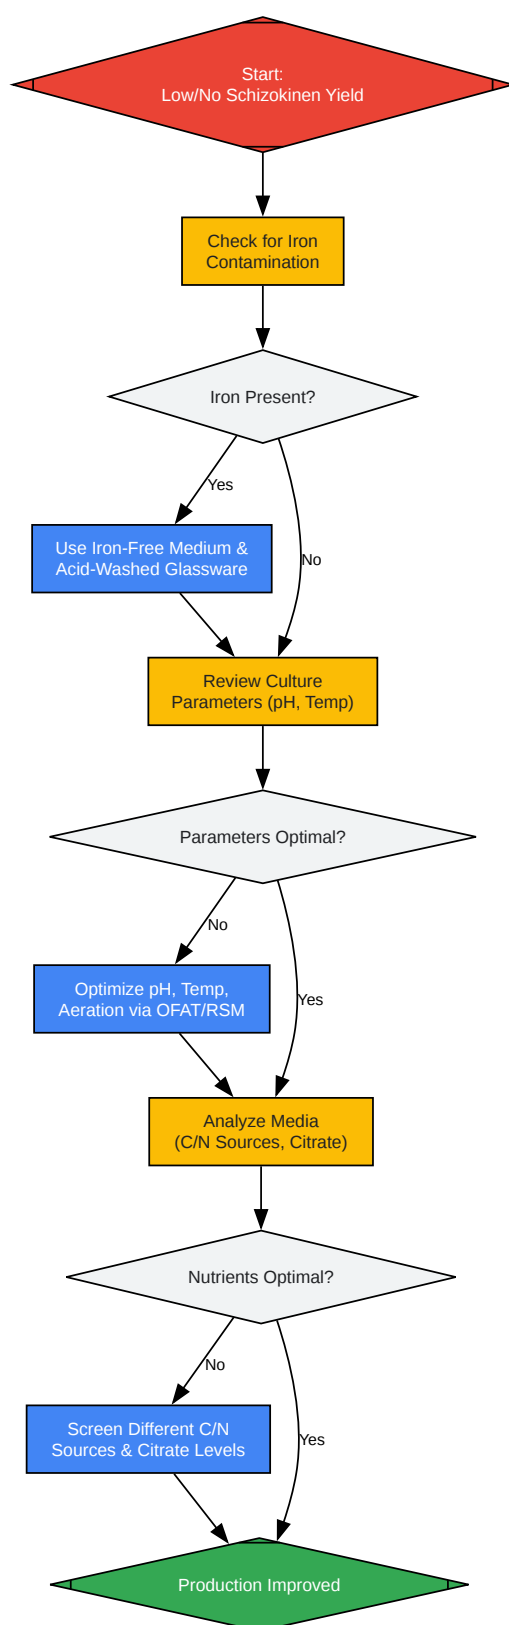 Start:
Low/No Schizokinen Yield
Check for Iron
Contamination
Iron Present?
Yes
Use Iron-Free Medium &
Acid-Washed Glassware
No
Review Culture
Parameters (pH, Temp)
Parameters Optimal?
No
Optimize pH, Temp,
Aeration via OFAT/RSM
Yes
Analyze Media
(C/N Sources, Citrate)
Nutrients Optimal?
No
Screen Different C/N
Sources & Citrate Levels
Yes
Production Improved